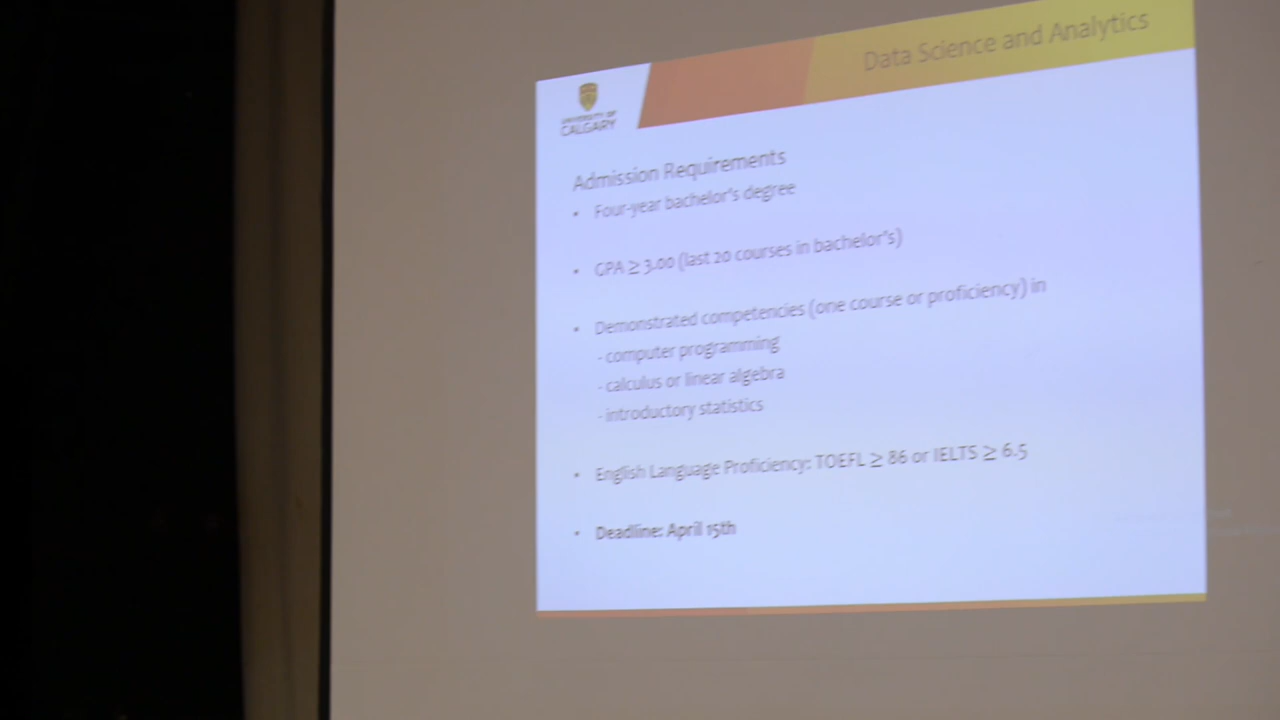 Data Science and Analytics
UNIVERSITY OF
CALGARY
Admission Requirements
• Four-year bachelor's degree
• GPA ≥ 3.00 (last 20 courses in bachelor's)
• Demonstrated competencies (one course or proficiency) in
- computer programming
- calculus or linear algebra
- introductory statistics
• English Language Proficiency: TOEFL ≥ 86 or IELTS ≥ 6.5
• Deadline: April 15th